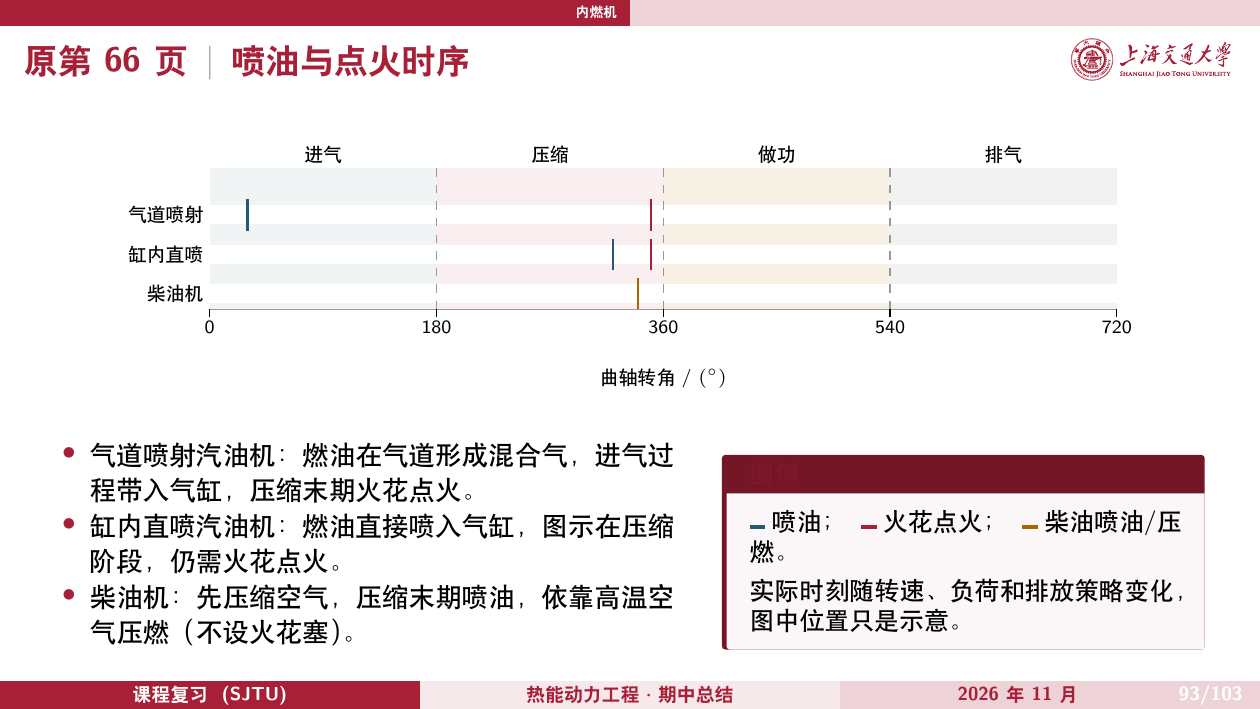 内燃机
原第 66 页 | 喷油与点火时序
上海交通大学
SHANGHAI JIAO TONG UNIVERSITY
进气 压缩 做功 排气
气道喷射
缸内直喷
柴油机
0 180 360 540 720
曲轴转角 / (°)
• 气道喷射汽油机：燃油在气道形成混合气，进气过
程带入气缸，压缩末期火花点火。
• 缸内直喷汽油机：燃油直接喷入气缸，图示在压缩
阶段，仍需火花点火。
• 柴油机：先压缩空气，压缩末期喷油，依靠高温空
气压燃（不设火花塞）。
图例
喷油； 火花点火； 柴油喷油/压
燃。
实际时刻随转速、负荷和排放策略变化，
图中位置只是示意。
课程复习 (SJTU) 热能动力工程 · 期中总结 2026 年 11 月 93/103